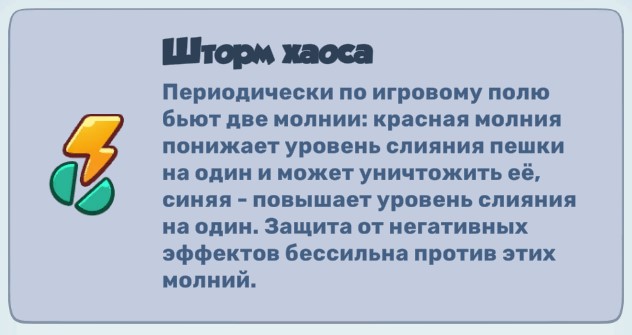 Шторм хаоса
Периодически по игровому полю
бьют две молнии: красная молния
понижает уровень слияния пешки
на один и может уничтожить её,
синяя - повышает уровень слияния
на один. Защита от негативных
эффектов бессильна против этих
молний.